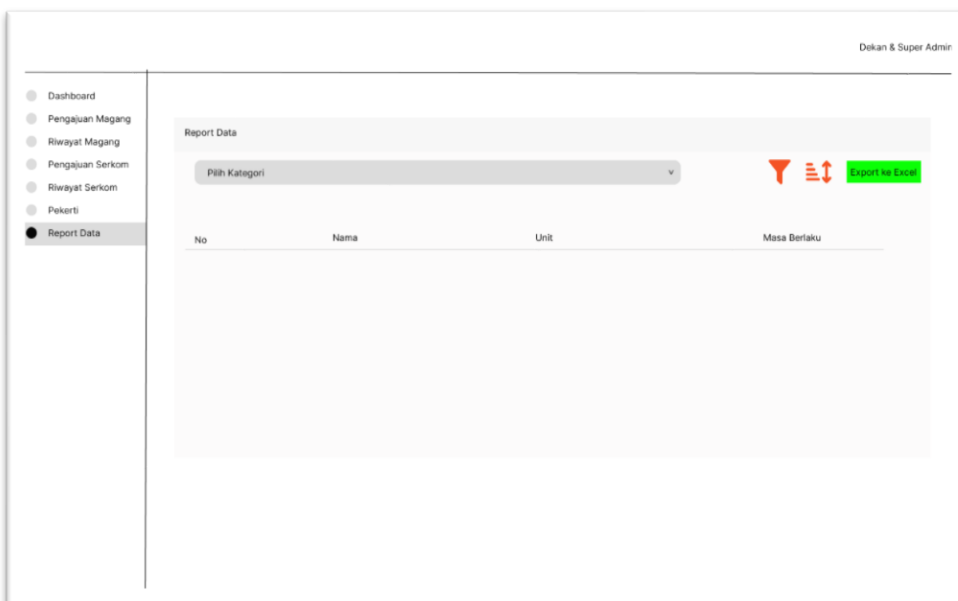 Dekan & Super Admin
Dashboard
Pengajuan Magang
Riwayat Magang
Pengajuan Serkom
Riwayat Serkom
Pekerti
Report Data
Report Data
Pilih Kategori
Export ke Excel
No Nama Unit Masa Berlaku